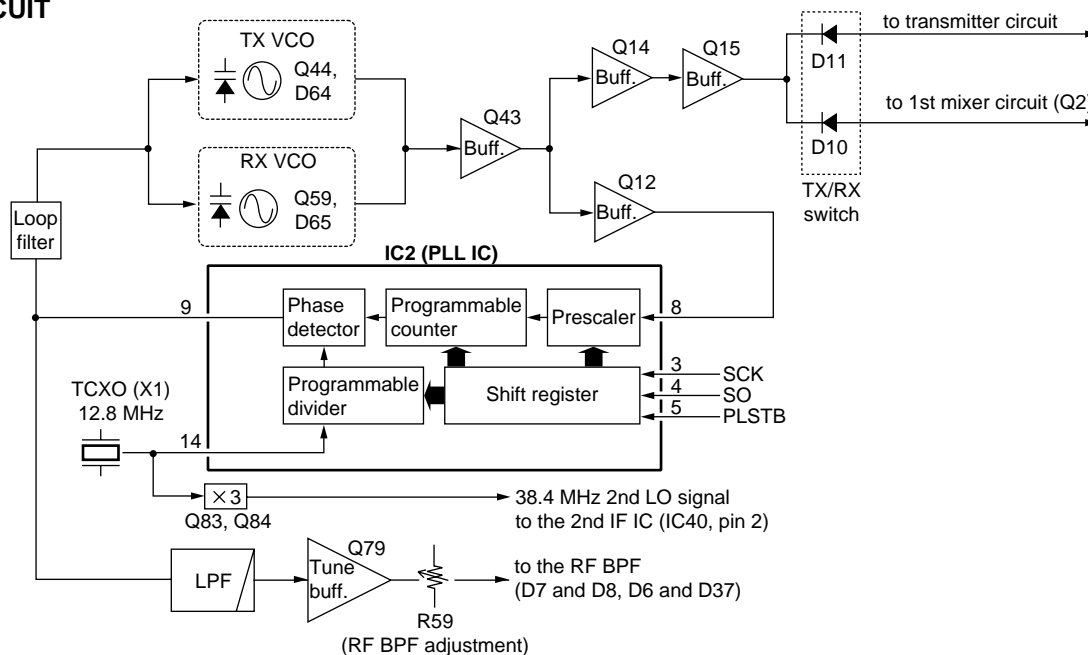 CUIT
TX VCO
Q44,
D64
RX VCO
Q59,
D65
Loop
filter
Q43
Buff.
Q14
Buff.
Q15
Buff.
Q12
Buff.
D11
D10
TX/RX
switch
to transmitter circuit
to 1st mixer circuit (Q2)
IC2 (PLL IC)
9
Phase
detector
Programmable
counter
Prescaler
8
Programmable
divider
Shift register
3
SCK
4
SO
5
PLSTB
TCXO (X1)
12.8 MHz
14
×3
Q83, Q84
38.4 MHz 2nd LO signal
to the 2nd IF IC (IC40, pin 2)
LPF
Q79
Tune
buff.
R59
(RF BPF adjustment)
to the RF BPF
(D7 and D8, D6 and D37)